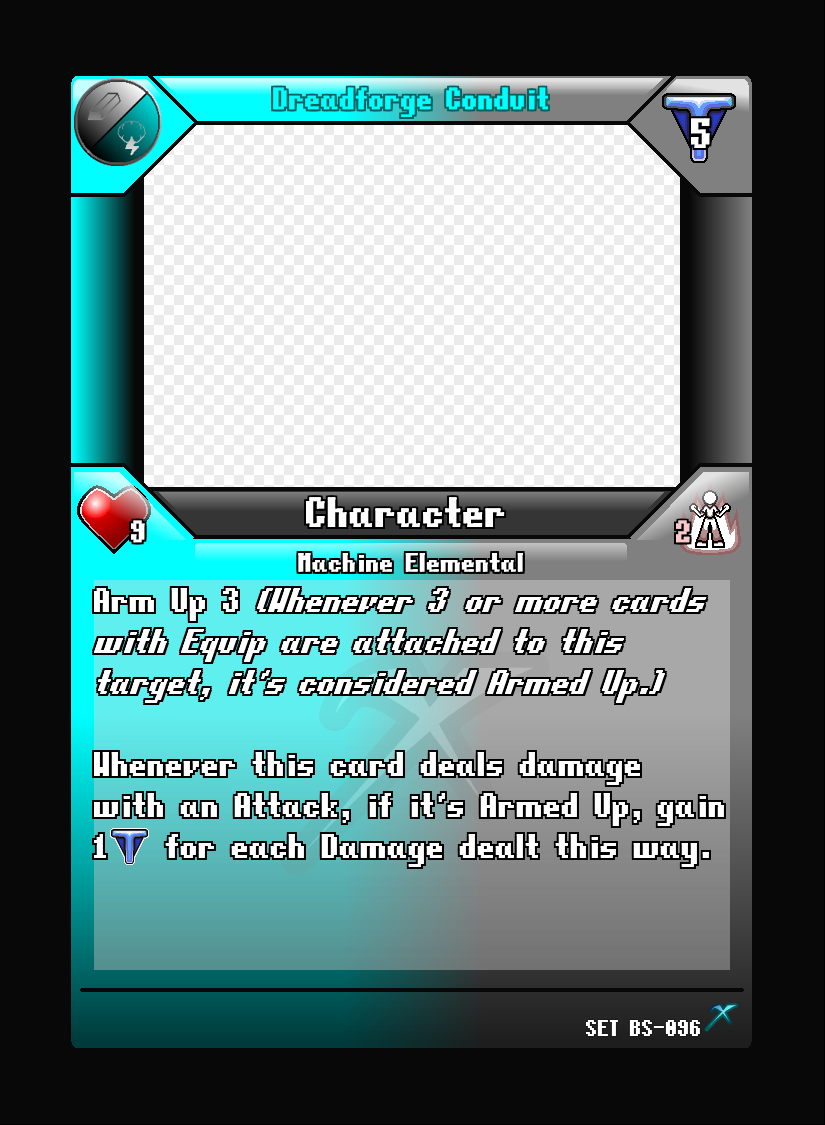 Dreadforge Conduit
5
Character
9
2
Machine Elemental
Arm Up 3 (Whenever 3 or more cards
with Equip are attached to this
target, it's considered Armed Up.)
Whenever this card deals damage
with an Attack, if it's Armed Up, gain
1 for each Damage dealt this way.
SET BS-096